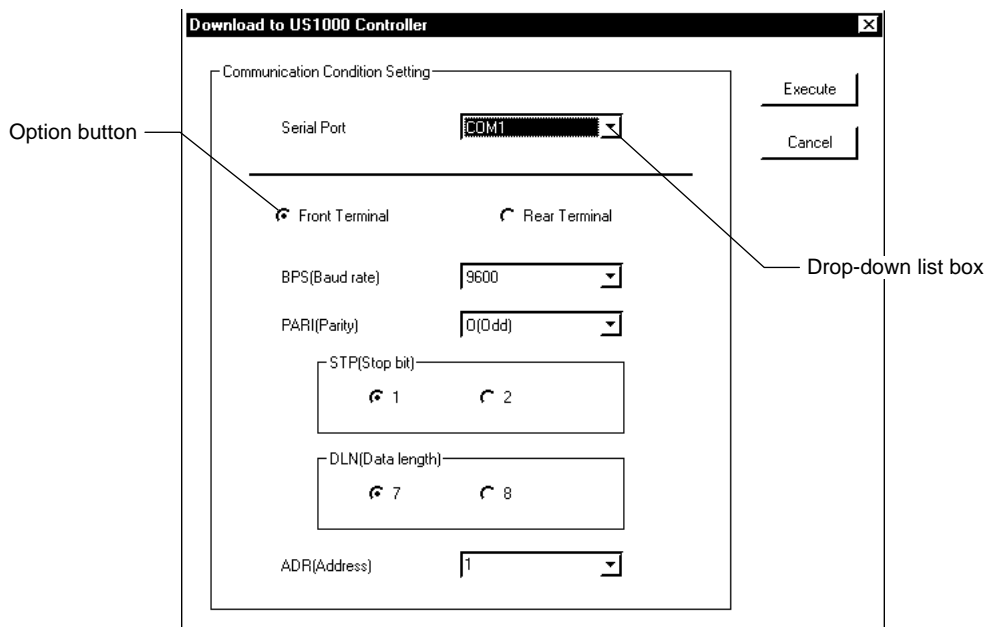 Download to US1000 Controller
Communication Condition Setting
Execute
Serial Port
COM1
Option button
Cancel
Front Terminal
Rear Terminal
Drop-down list box
BPS(Baud rate)
9600
PARI(Parity)
O(Odd)
STP(Stop bit)
1
2
DLN(Data length)
7
8
ADR(Address)
1